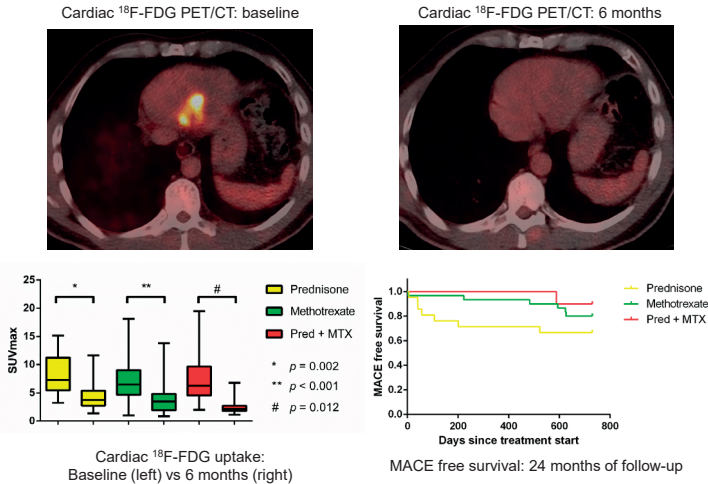 Cardiac ¹⁸F-FDG PET/CT: baseline
Cardiac ¹⁸F-FDG PET/CT: 6 months
25
20
15
10
5
0
SUVmax
*
**
#
Prednisone
Methotrexate
Pred + MTX
* p = 0.002
** p < 0.001
# p = 0.012
Cardiac ¹⁸F-FDG uptake:
Baseline (left) vs 6 months (right)
1.0
0.8
0.6
0.4
0.2
0.0
MACE free survival
0 200 400 600 800
Days since treatment start
Prednisone
Methotrexate
Pred + MTX
MACE free survival: 24 months of follow-up